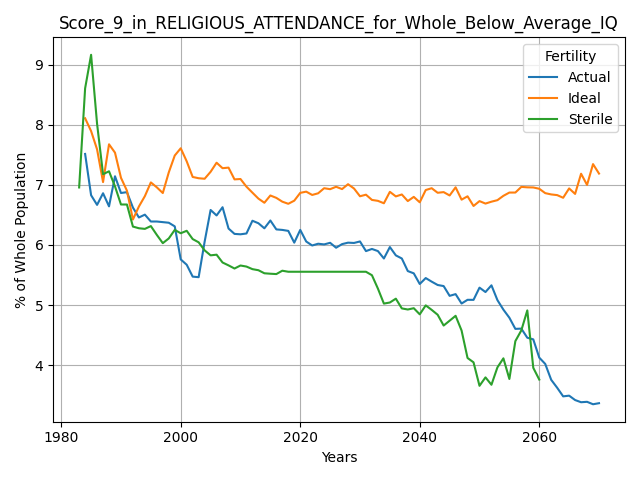 Score_9_in_RELIGIOUS_ATTENDANCE_for_Whole_Below_Average_IQ
Fertility
Actual
Ideal
Sterile
% of Whole Population
9
8
7
6
5
4
1980
2000
2020
2040
2060
Years